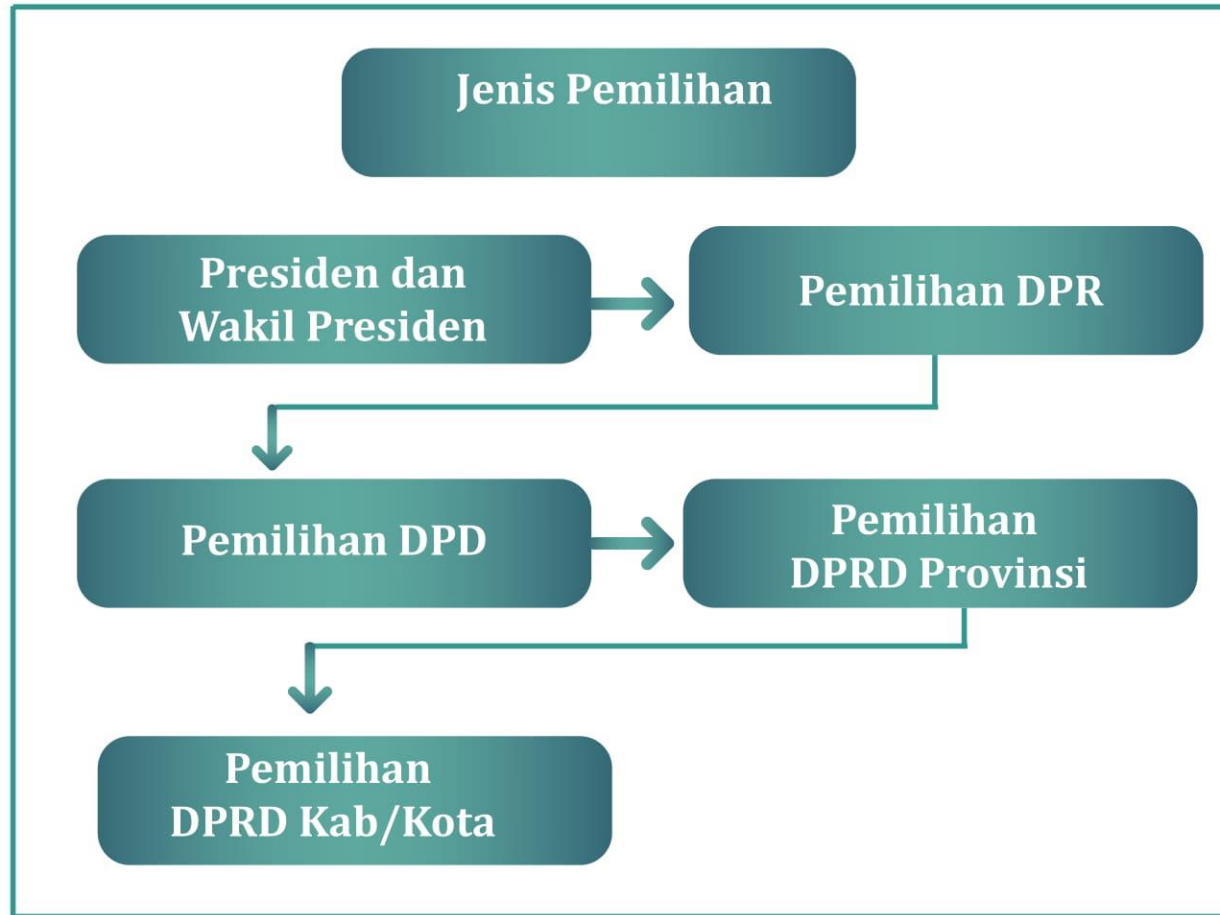 Jenis Pemilihan
Presiden dan
Wakil Presiden
Pemilihan DPR
Pemilihan DPD
Pemilihan
DPRD Provinsi
Pemilihan
DPRD Kab/Kota